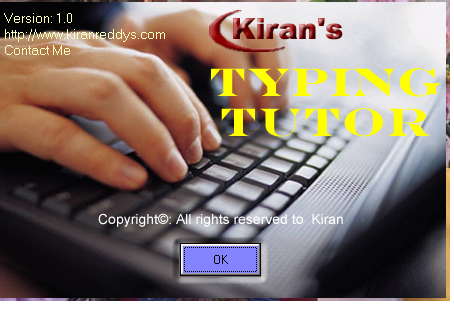 Version: 1.0
http://www.kiranreddys.com
Contact Me
Kiran's
TYPING
TUTOR
Copyright©: All rights reserved to Kiran
OK